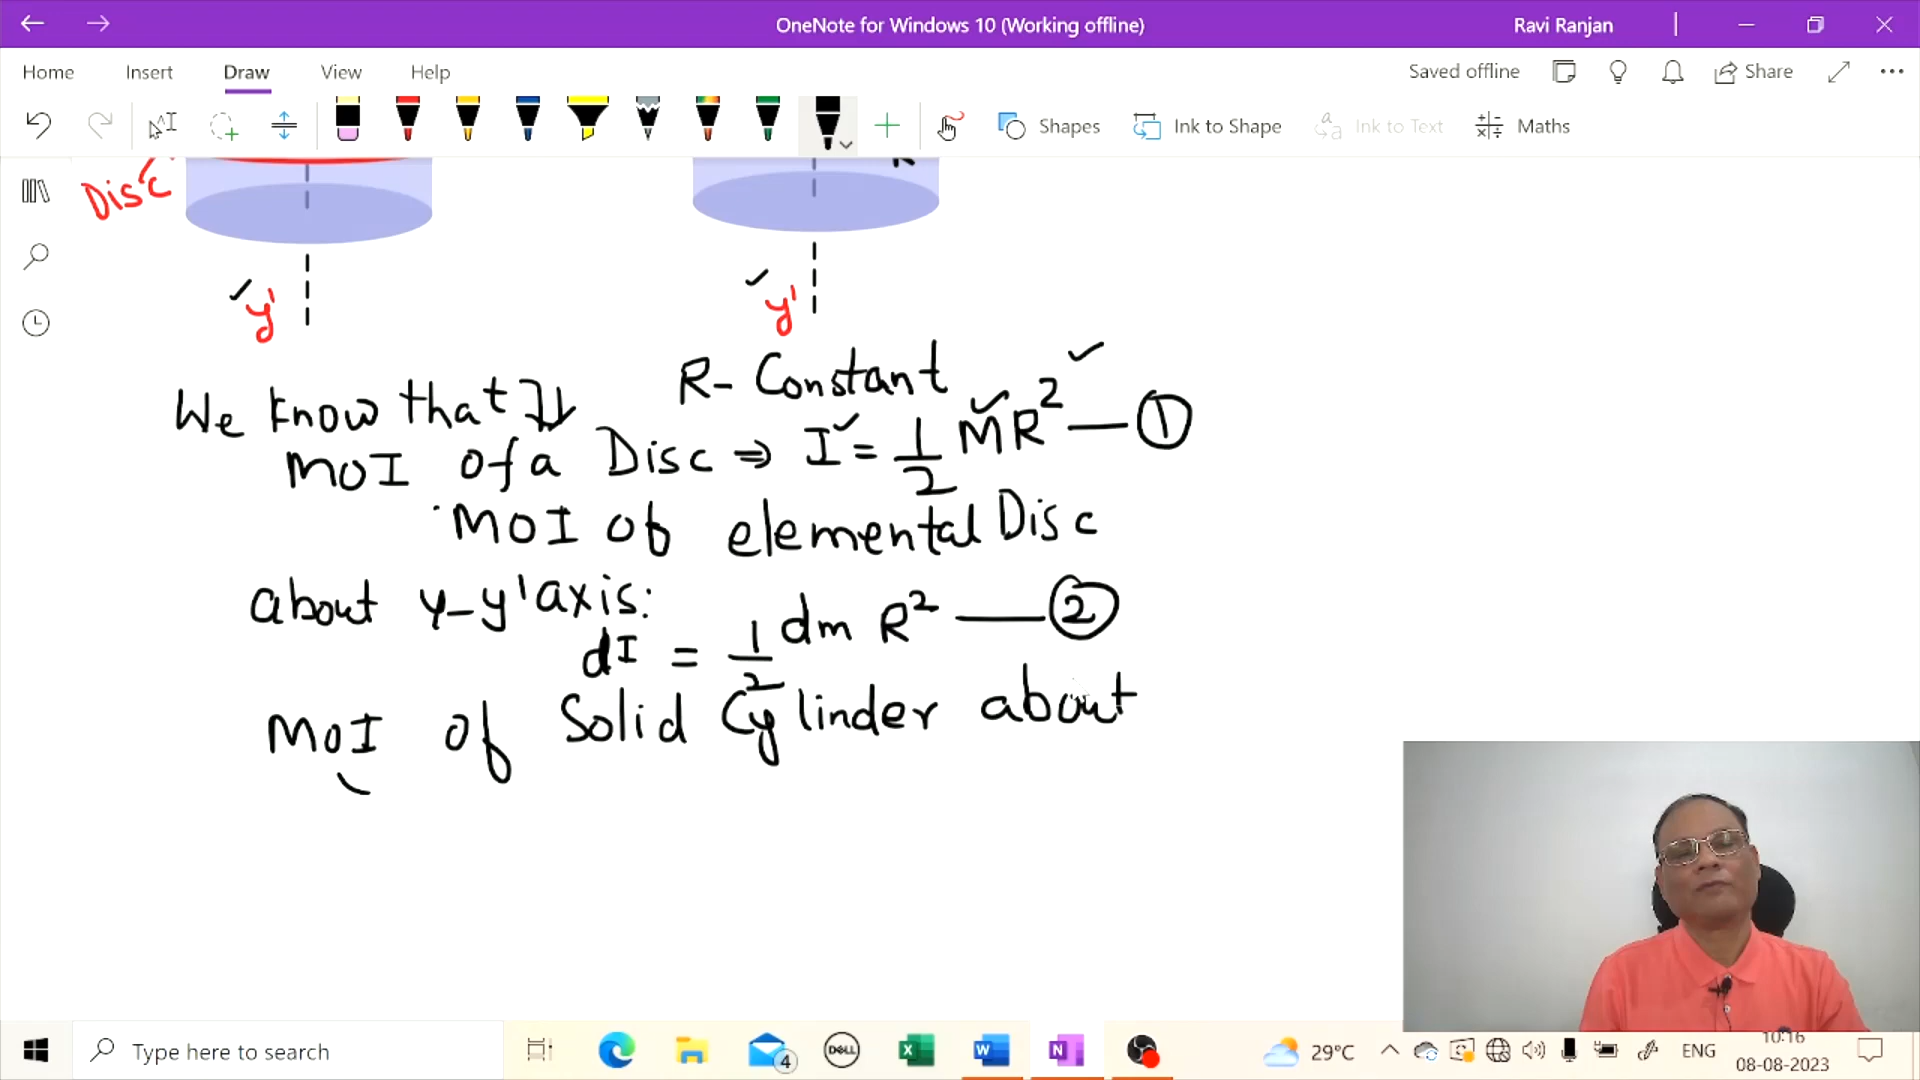 OneNote for Windows 10 (Working offline)
Ravi Ranjan
Home Insert Draw View Help
Saved offline Share
Shapes Ink to Shape Ink to Text Maths
Disc
R
y'
y'
R- Constant
We know that
MOI of a Disc ⇒ I = 1/2 MR² — ①
MOI of elemental Disc
about y-y' axis:
dI = 1/2 dm R² — ②
MOI of Solid Cylinder about
Type here to search
4
DELL
29°C
ENG
10:16
08-08-2023